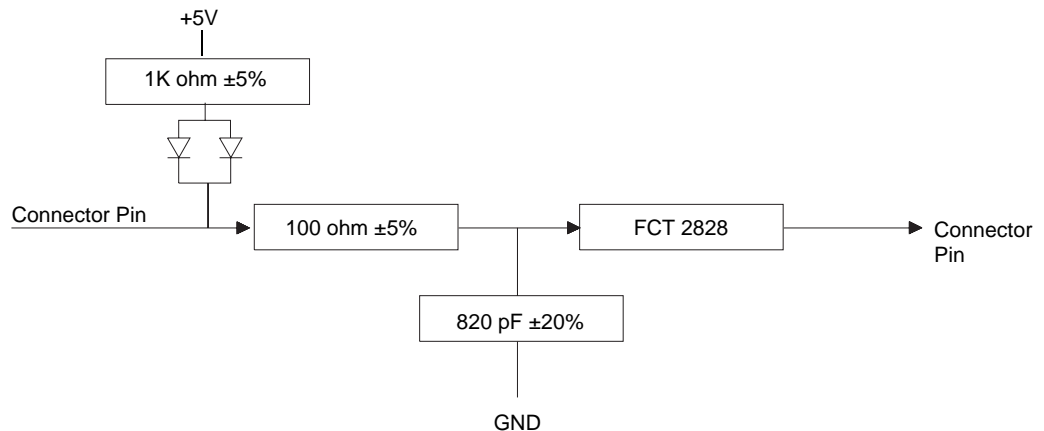 +5V
1K ohm ±5%
Connector Pin
100 ohm ±5%
FCT 2828
Connector
Pin
820 pF ±20%
GND